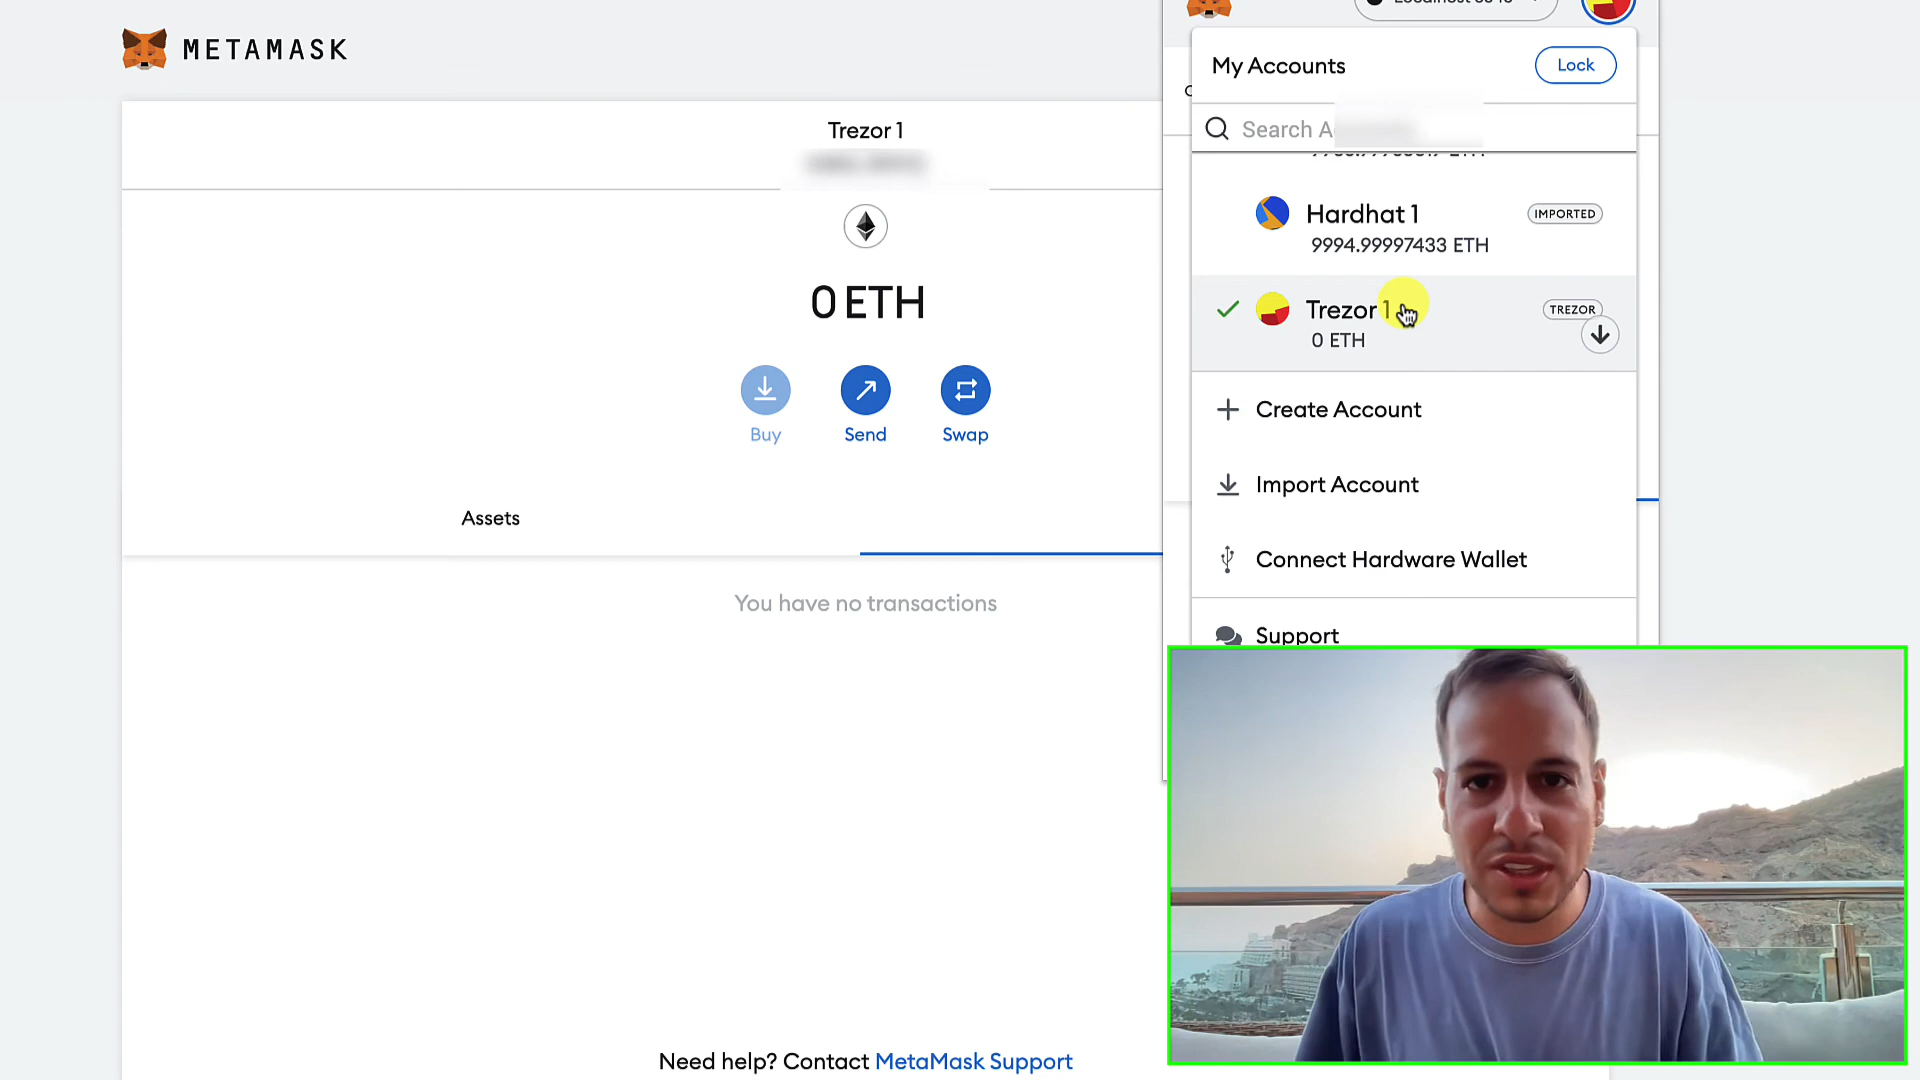 METAMASK
Trezor 1
0 ETH
Buy
Send
Swap
Assets
You have no transactions
Need help? Contact MetaMask Support
My Accounts
Lock
Search A
Hardhat 1
IMPORTED
9994.99997433 ETH
Trezor 1
TREZOR
0 ETH
Create Account
Import Account
Connect Hardware Wallet
Support